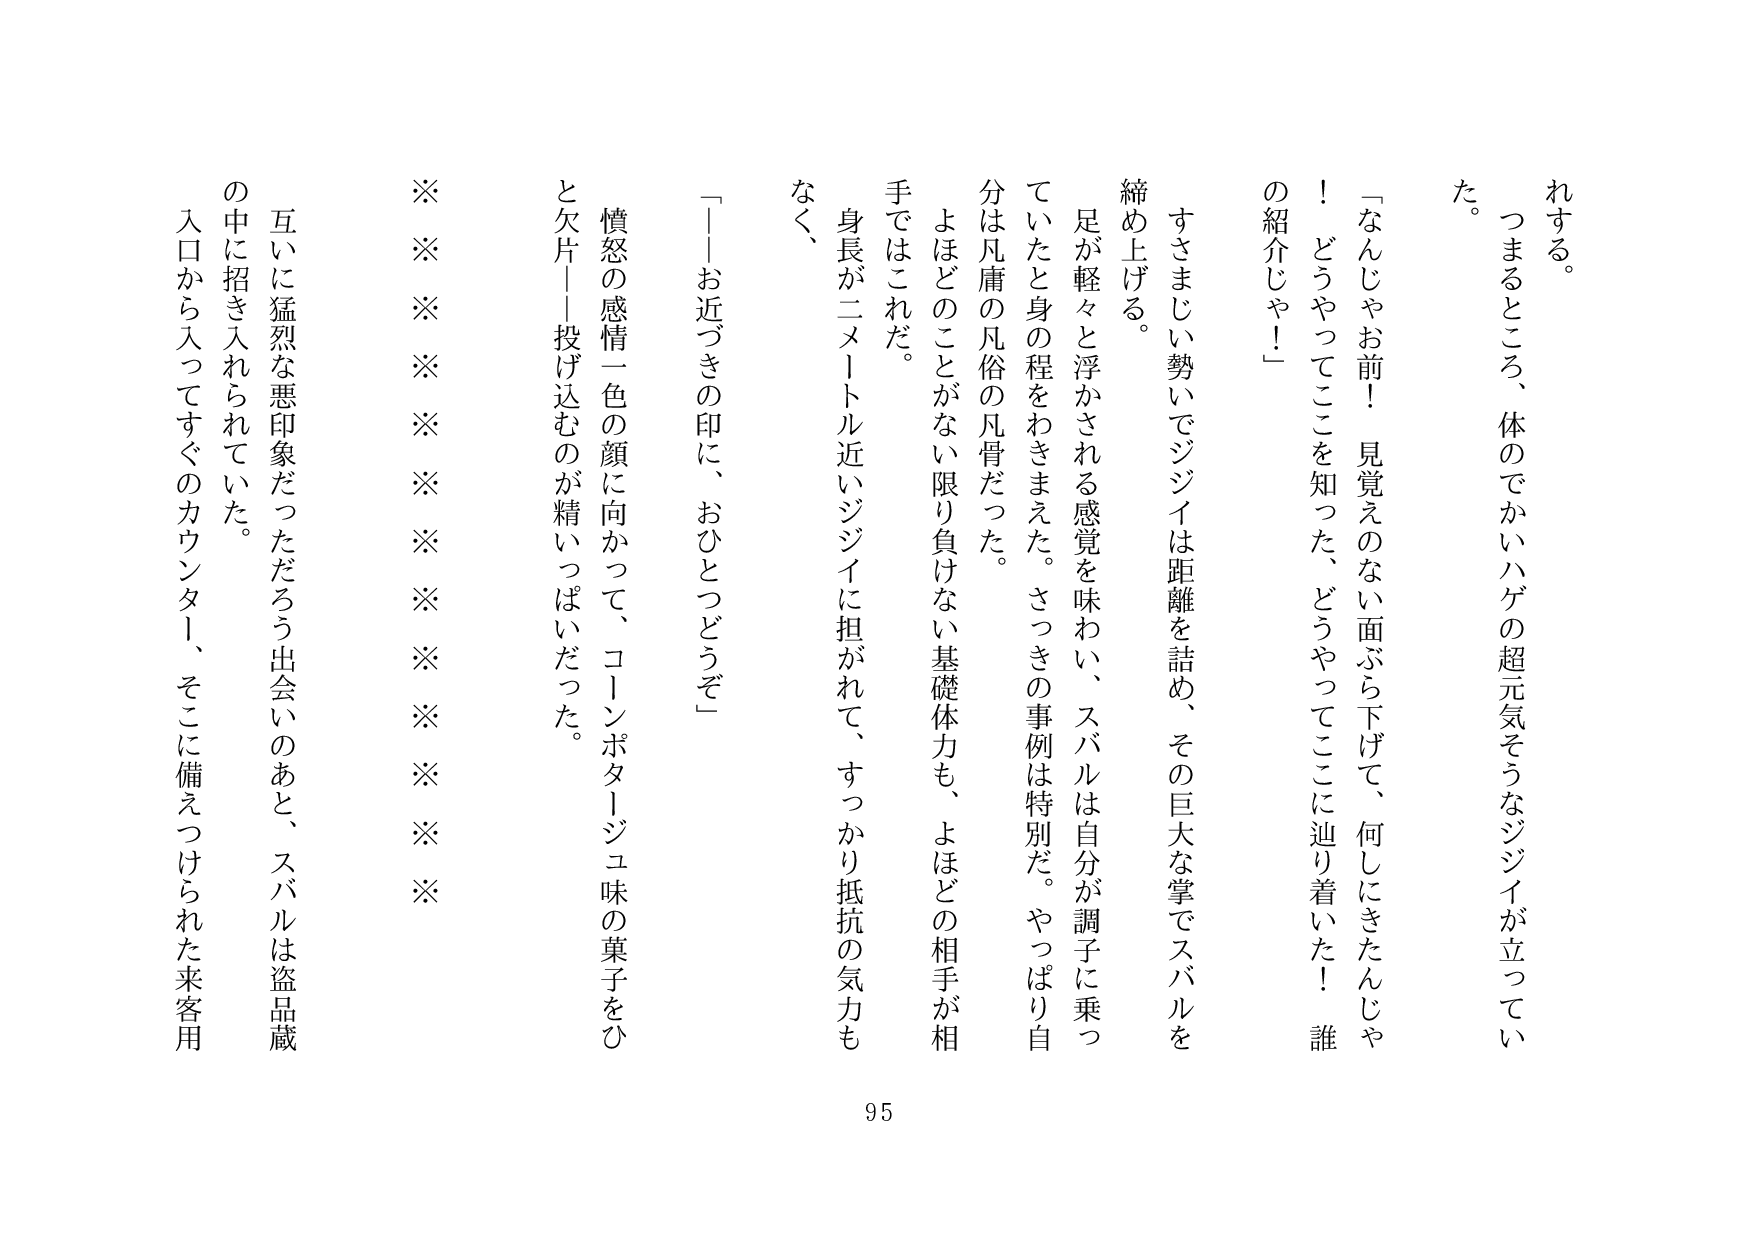 れする。
　つまるところ、体のでかいハゲの超元気そうなジジイが立ってい
た。
「なんじゃお前！　見覚えのない面ぶら下げて、何しにきたんじゃ
！　どうやってここを知った、どうやってここに辿り着いた！　誰
の紹介じゃ！」
　すさまじい勢いでジジイは距離を詰め、その巨大な掌でスバルを
締め上げる。
　足が軽々と浮かされる感覚を味わい、スバルは自分が調子に乗っ
ていたと身の程をわきまえた。さっきの事例は特別だ。やっぱり自
分は凡庸の凡俗の凡骨だった。
　よほどのことがない限り負けない基礎体力も、よほどの相手が相
手ではこれだ。
　身長が二メートル近いジジイに担がれて、すっかり抵抗の気力も
なく、
「――お近づきの印に、おひとつどうぞ」
　憤怒の感情一色の顔に向かって、コーンポタージュ味の菓子をひ
と欠片――投げ込むのが精いっぱいだった。
※　※　※　※　※　※　※　※　※　※　※　※　※
　互いに猛烈な悪印象だっただろう出会いのあと、スバルは盗品蔵
の中に招き入れられていた。
　入口から入ってすぐのカウンター、そこに備えつけられた来客用
95